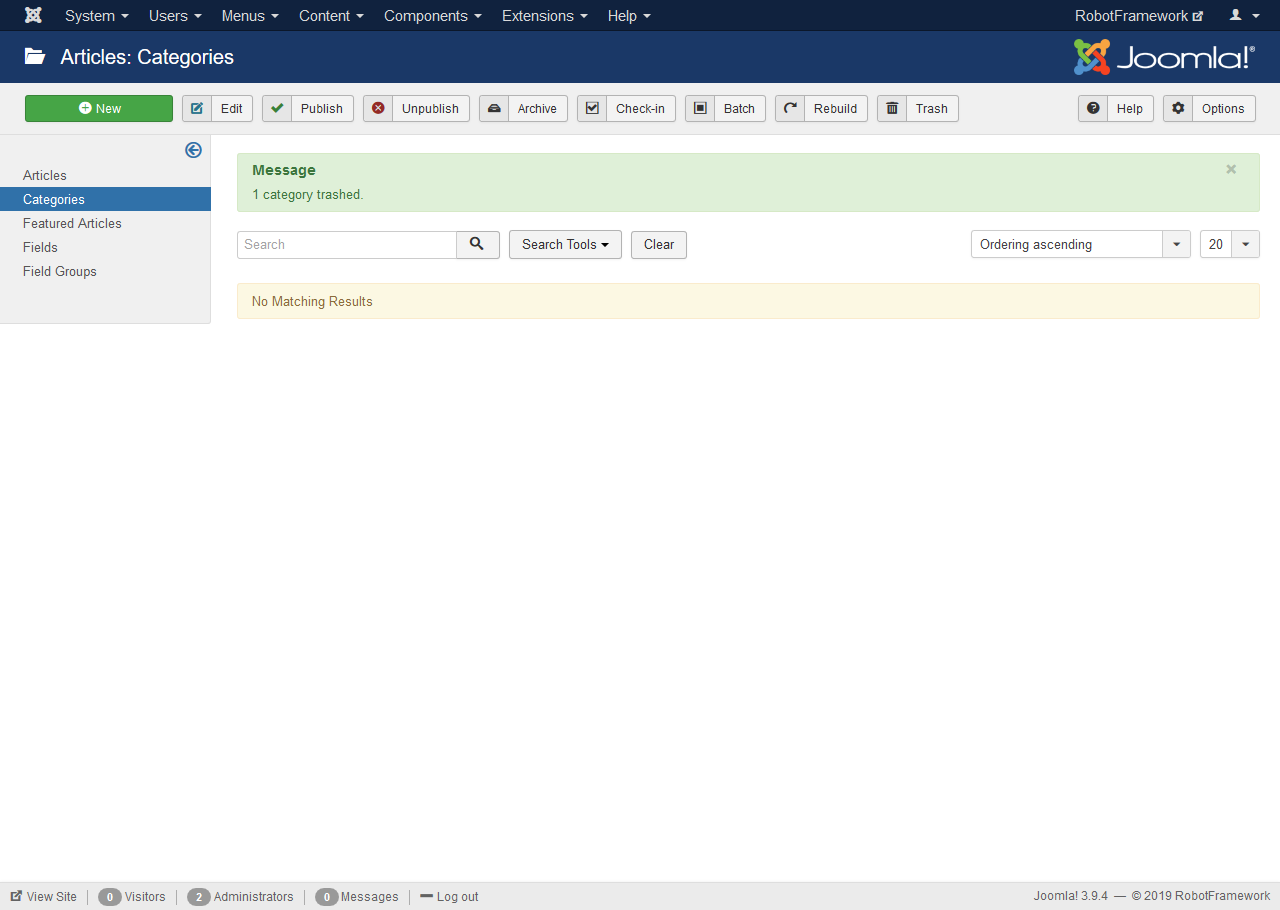 System Users Menus Content Components Extensions Help RobotFramework
Articles: Categories Joomla!®
New Edit Publish Unpublish Archive Check-in Batch Rebuild Trash Help Options
Articles
Categories
Featured Articles
Fields
Field Groups
Message ×
1 category trashed.
Search Search Tools Clear Ordering ascending 20
No Matching Results
View Site 0 Visitors 2 Administrators 0 Messages Log out Joomla! 3.9.4 — © 2019 RobotFramework